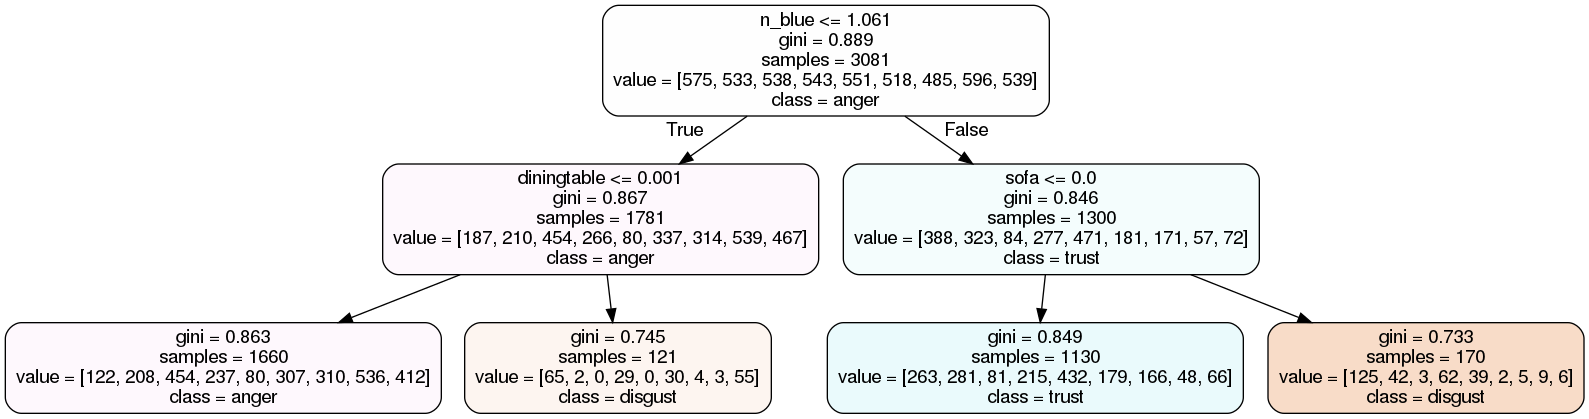 n_blue <= 1.061
gini = 0.889
samples = 3081
value = [575, 533, 538, 543, 551, 518, 485, 596, 539]
class = anger
True
False
diningtable <= 0.001
gini = 0.867
samples = 1781
value = [187, 210, 454, 266, 80, 337, 314, 539, 467]
class = anger
sofa <= 0.0
gini = 0.846
samples = 1300
value = [388, 323, 84, 277, 471, 181, 171, 57, 72]
class = trust
gini = 0.863
samples = 1660
value = [122, 208, 454, 237, 80, 307, 310, 536, 412]
class = anger
gini = 0.745
samples = 121
value = [65, 2, 0, 29, 0, 30, 4, 3, 55]
class = disgust
gini = 0.849
samples = 1130
value = [263, 281, 81, 215, 432, 179, 166, 48, 66]
class = trust
gini = 0.733
samples = 170
value = [125, 42, 3, 62, 39, 2, 5, 9, 6]
class = disgust